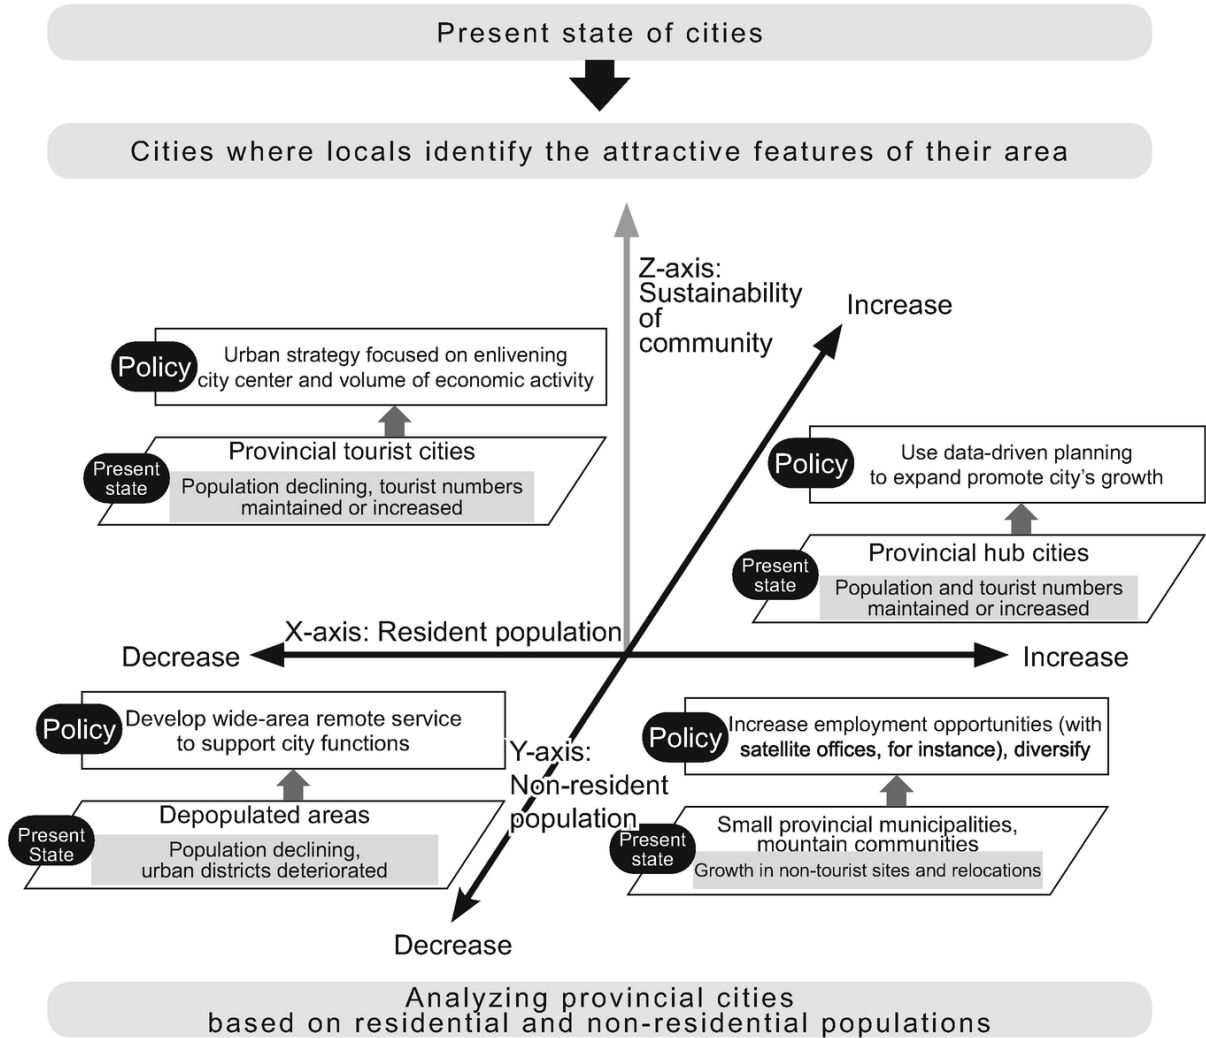 Present state of cities
Cities where locals identify the attractive features of their area
Z-axis:
Sustainability
of
community
Increase
Policy
Urban strategy focused on enlivening
city center and volume of economic activity
Present
state
Provincial tourist cities
Population declining, tourist numbers
maintained or increased
Policy
Use data-driven planning
to expand promote city's growth
Present
state
Provincial hub cities
Population and tourist numbers
maintained or increased
X-axis: Resident population
Decrease
Increase
Policy
Develop wide-area remote service
to support city functions
Present
State
Depopulated areas
Population declining,
urban districts deteriorated
Y-axis:
Non-resident
population
Policy
Increase employment opportunities (with
satellite offices, for instance), diversify
Present
state
Small provincial municipalities,
mountain communities
Growth in non-tourist sites and relocations
Decrease
Analyzing provincial cities
based on residential and non-residential populations